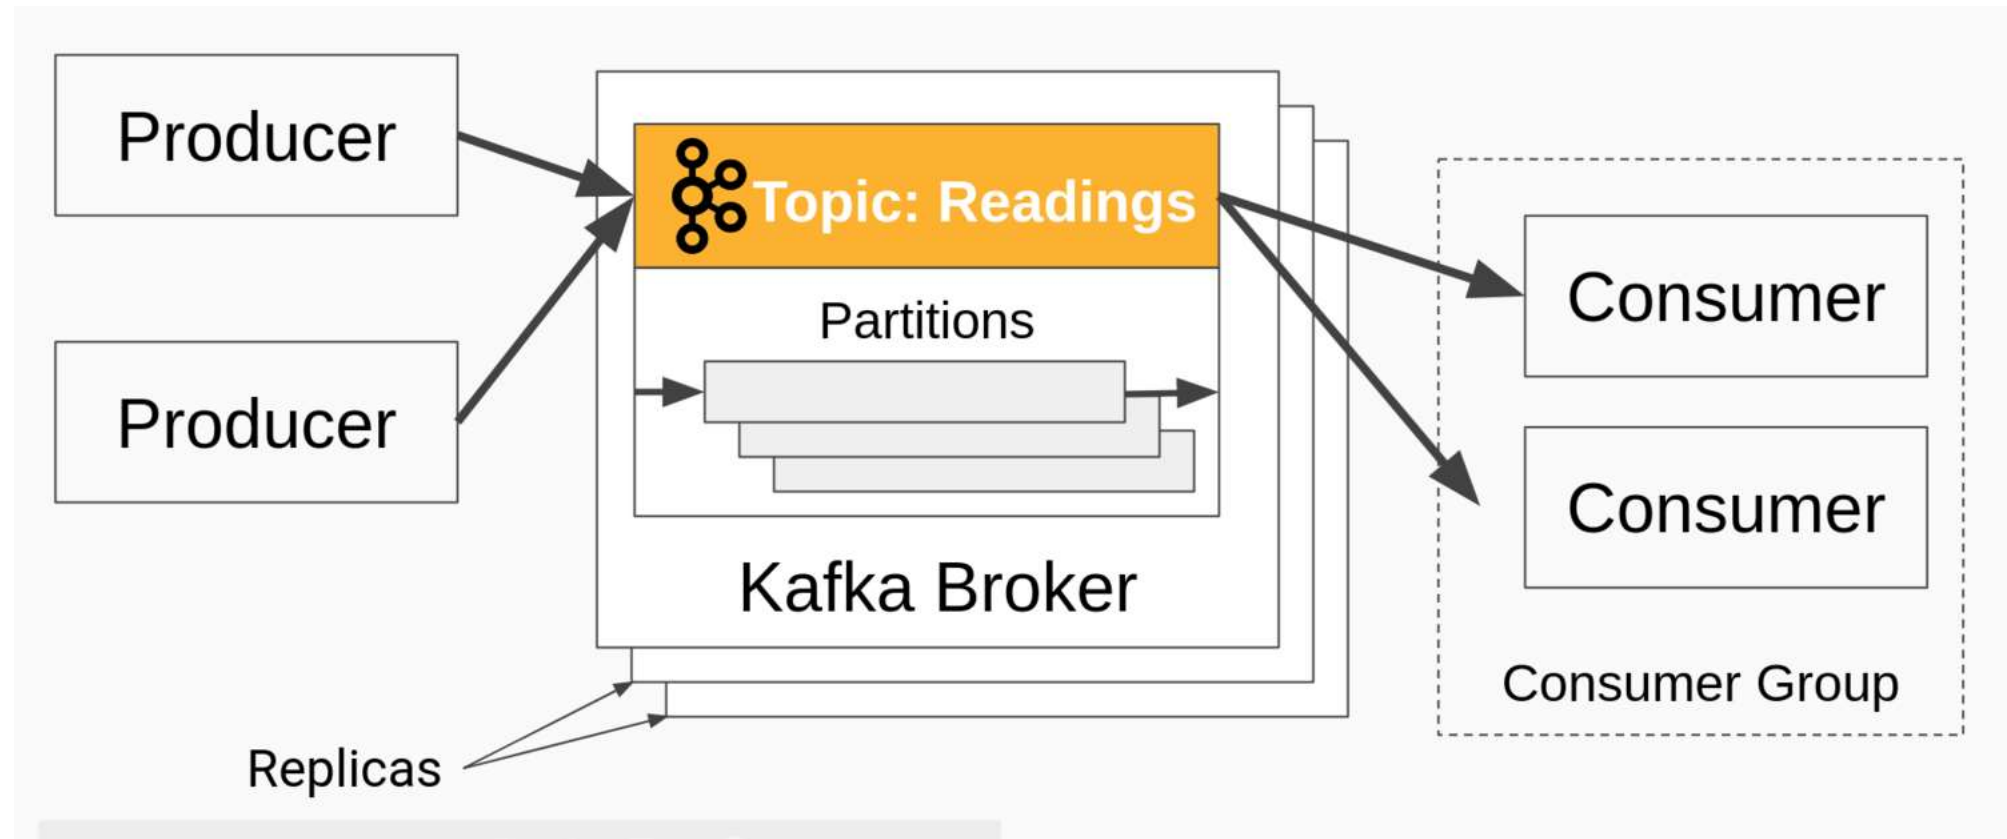 Producer
Producer
Topic: Readings
Partitions
Kafka Broker
Replicas
Consumer
Consumer
Consumer Group